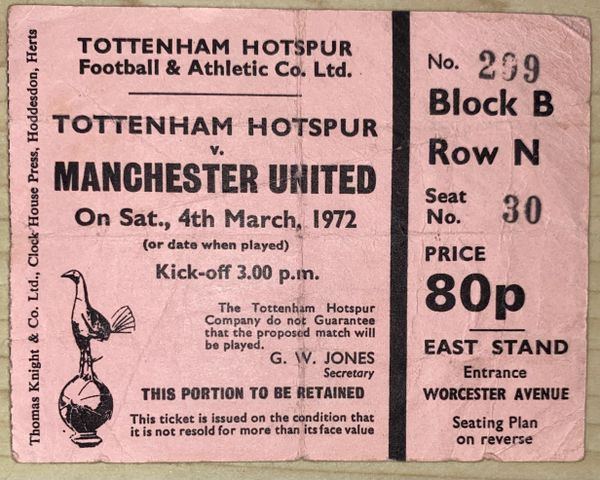 Thomas Knight & Co. Ltd., Clock House Press, Hoddesdon, Herts
TOTTENHAM HOTSPUR
Football & Athletic Co. Ltd.
TOTTENHAM HOTSPUR
v.
MANCHESTER UNITED
On Sat., 4th March, 1972
(or date when played)
Kick-off 3.00 p.m.
The Tottenham Hotspur
Company do not Guarantee
that the proposed match will
be played.
G. W. JONES
Secretary
THIS PORTION TO BE RETAINED
This ticket is issued on the condition that
it is not resold for more than its face value
No. 299
Block B
Row N
Seat
No. 30
PRICE
80p
EAST STAND
Entrance
WORCESTER AVENUE
Seating Plan
on reverse